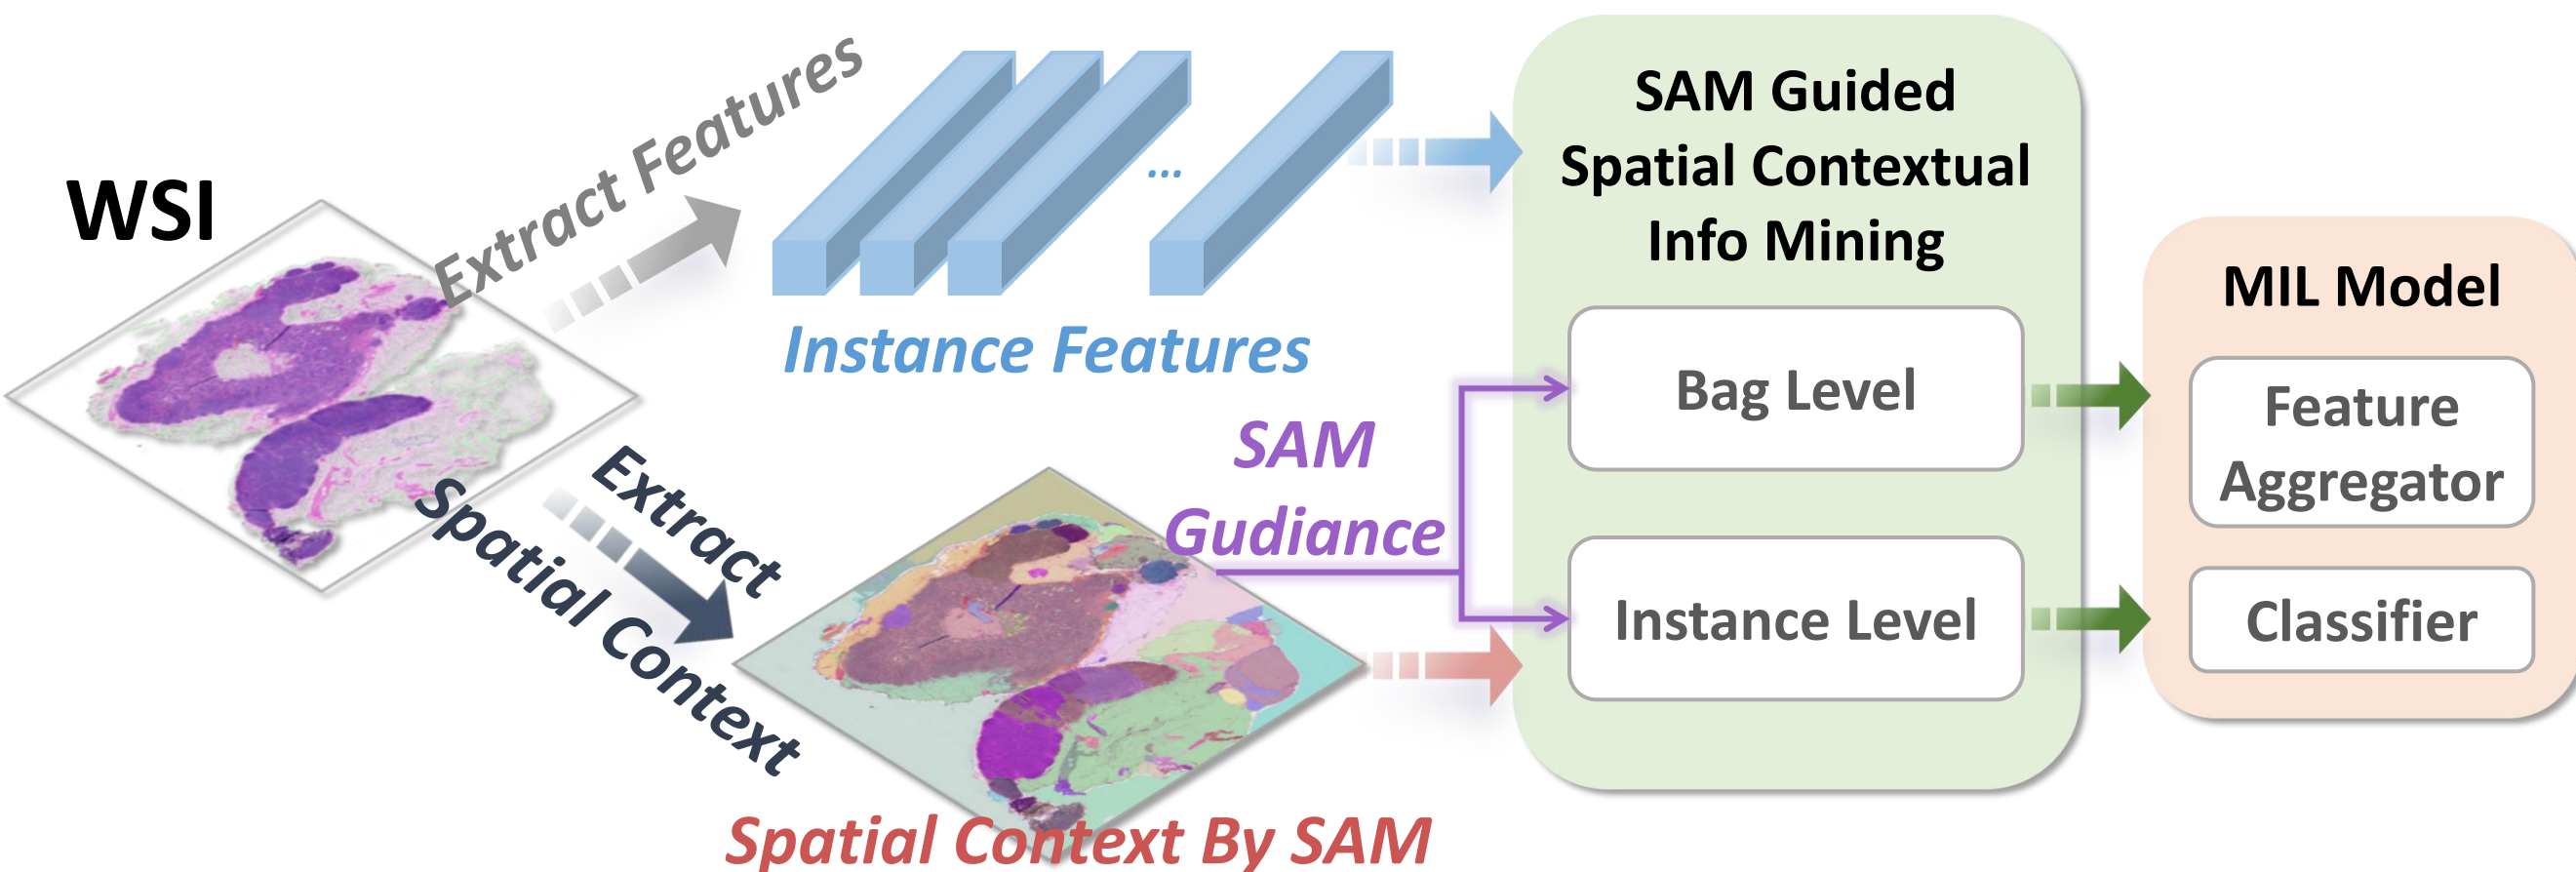 WSI
Extract Features
...
Instance Features
Extract
Spatial Context
SAM
Gudiance
Spatial Context By SAM
SAM Guided
Spatial Contextual
Info Mining
Bag Level
Instance Level
MIL Model
Feature
Aggregator
Classifier